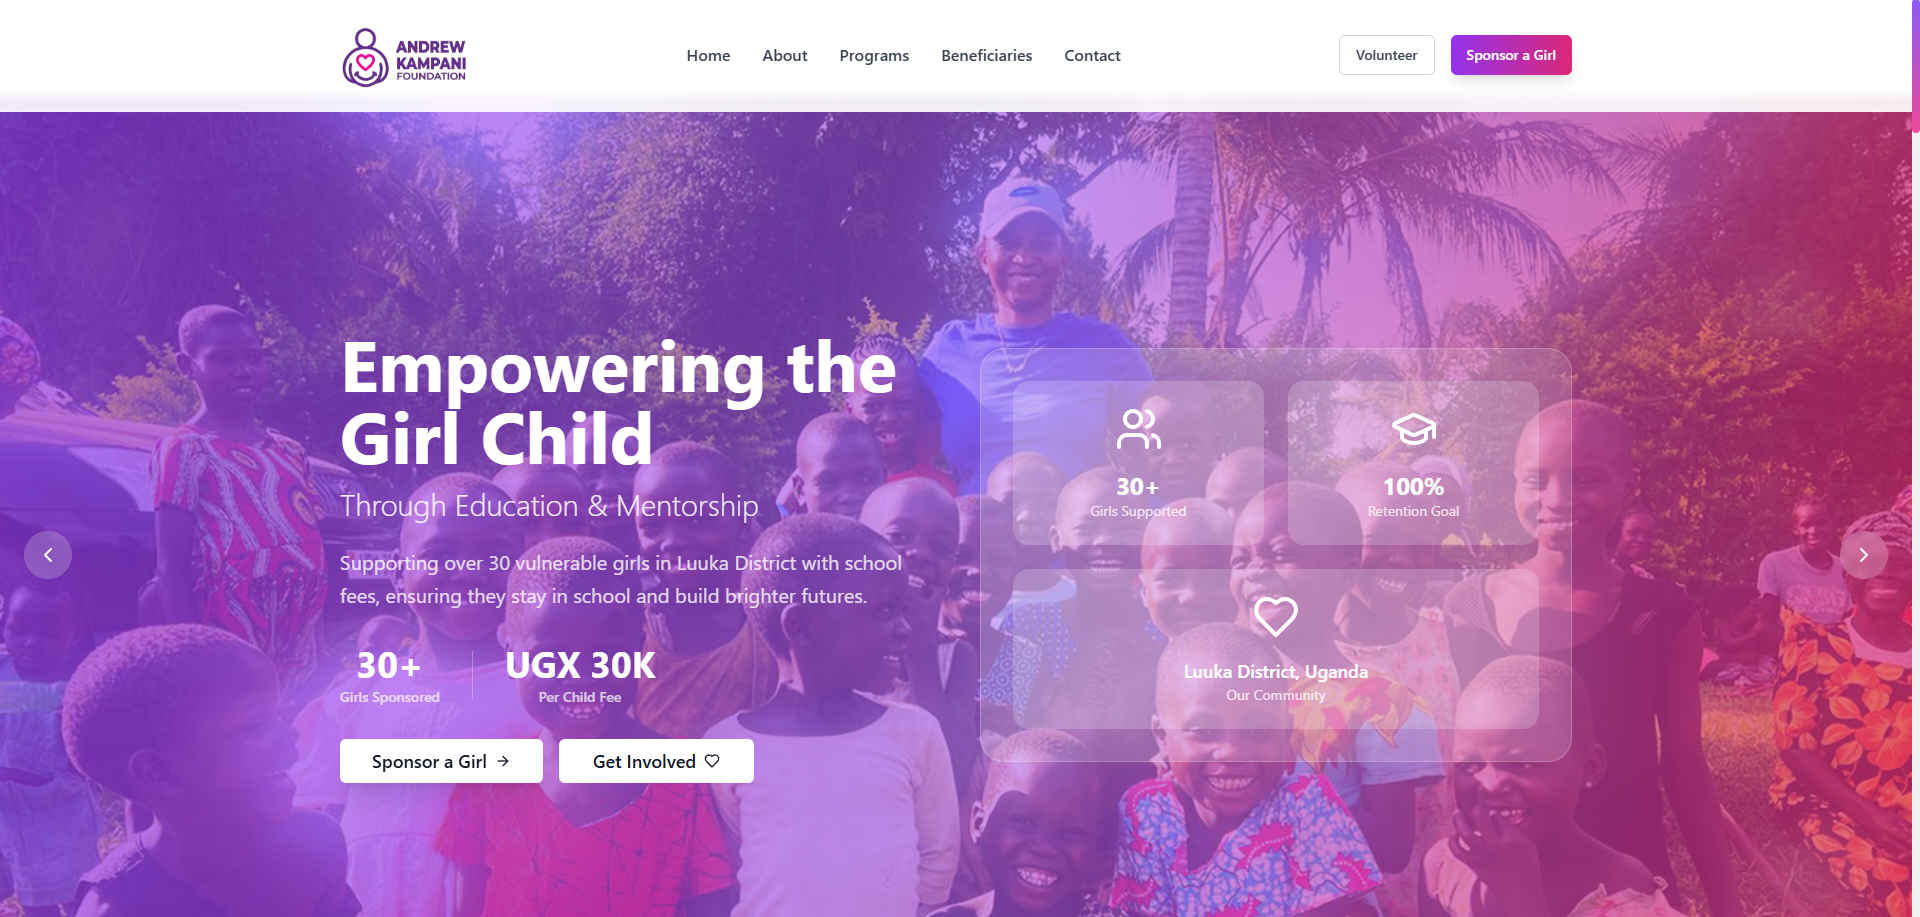 ANDREW
KAMPANI
FOUNDATION
Home
About
Programs
Beneficiaries
Contact
Volunteer
Sponsor a Girl
Empowering the
Girl Child
Through Education & Mentorship
Supporting over 30 vulnerable girls in Luuka District with school
fees, ensuring they stay in school and build brighter futures.
30+
Girls Sponsored
UGX 30K
Per Child Fee
Sponsor a Girl
Get Involved
30+
Girls Supported
100%
Retention Goal
Luuka District, Uganda
Our Community